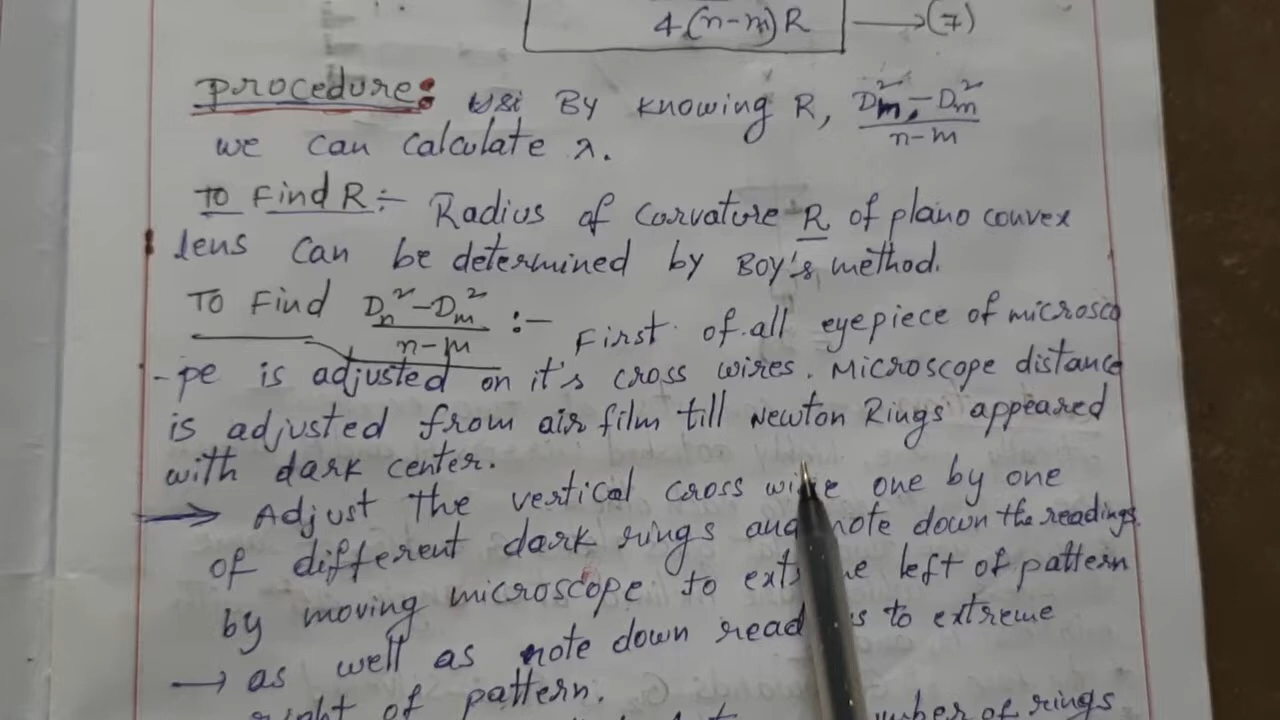 4(n-m)R →(7)
procedure: By Knowing R, Dm² - Dm² / n-m
we can calculate λ.
To Find R:- Radius of Corvature R of plano convex
lens can be determined by Boy's method.
To Find Dn² - Dm² / n-m :- First of all eyepiece of microsco
-pe is adjusted on it's cross wires. Microscope distance
is adjusted from air film till Newton Rings appeared
with dark center.
→ Adjust the vertical cross wire one by one
of different dark rings and note down the readings
by moving microscope to left of pattern
→ as well as note down to extreme
right of pattern.
of rings